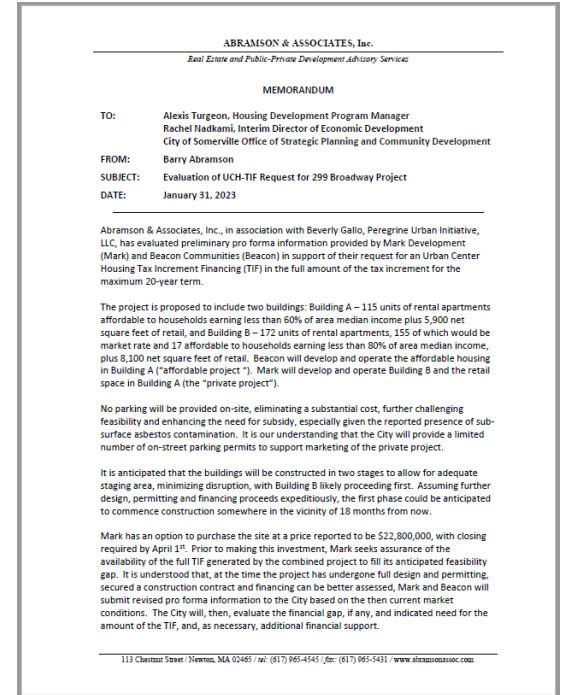 ABRAMSON & ASSOCIATES, Inc.
Real Estate and Public-Private Development Advisory Services
MEMORANDUM
TO: Alexis Turgeon, Housing Development Program Manager
Rachel Nadkarni, Interim Director of Economic Development
City of Somerville Office of Strategic Planning and Community Development
FROM: Barry Abramson
SUBJECT: Evaluation of UCH-TIF Request for 299 Broadway Project
DATE: January 31, 2023
Abramson & Associates, Inc., in association with Beverly Gallo, Peregrine Urban Initiative,
LLC, has evaluated preliminary pro forma information provided by Mark Development
(Mark) and Beacon Communities (Beacon) in support of their request for an Urban Center
Housing Tax Increment Financing (TIF) in the full amount of the tax increment for the
maximum 20-year term.
The project is proposed to include two buildings: Building A – 115 units of rental apartments
affordable to households earning less than 60% of area median income plus 5,900 net
square feet of retail, and Building B – 172 units of rental apartments, 155 of which would be
market rate and 17 affordable to households earning less than 80% of area median income,
plus 8,100 net square feet of retail. Beacon will develop and operate the affordable housing
in Building A ("affordable project "). Mark will develop and operate Building B and the retail
space in Building A (the "private project").
No parking will be provided on-site, eliminating a substantial cost, further challenging
feasibility and enhancing the need for subsidy, especially given the reported presence of sub-
surface asbestos contamination. It is our understanding that the City will provide a limited
number of on-street parking permits to support marketing of the private project.
It is anticipated that the buildings will be constructed in two stages to allow for adequate
staging area, minimizing disruption, with Building B likely proceeding first. Assuming further
design, permitting and financing proceeds expeditiously, the first phase could be anticipated
to commence construction somewhere in the vicinity of 18 months from now.
Mark has an option to purchase the site at a price reported to be $22,800,000, with closing
required by April 1st. Prior to making this investment, Mark seeks assurance of the
availability of the full TIF generated by the combined project to fill its anticipated feasibility
gap. It is understood that, at the time the project has undergone full design and permitting,
secured a construction contract and financing can be better assessed, Mark and Beacon will
submit revised pro forma information to the City based on the then current market
conditions. The City will, then, evaluate the financial gap, if any, and indicated need for the
amount of the TIF, and, as necessary, additional financial support.
113 Chestnut Street / Newton, MA 02465 / tel: (617) 965-4545 / fax: (617) 965-5431 / www.abramsonassoc.com